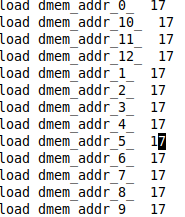 load dmem_addr_0_  17
load dmem_addr_10_  17
load dmem_addr_11_  17
load dmem_addr_12_  17
load dmem_addr_1_  17
load dmem_addr_2_  17
load dmem_addr_3_  17
load dmem_addr_4_  17
load dmem_addr_5_  17
load dmem_addr_6_  17
load dmem_addr_7_  17
load dmem_addr_8_  17
load dmem_addr_9_  17